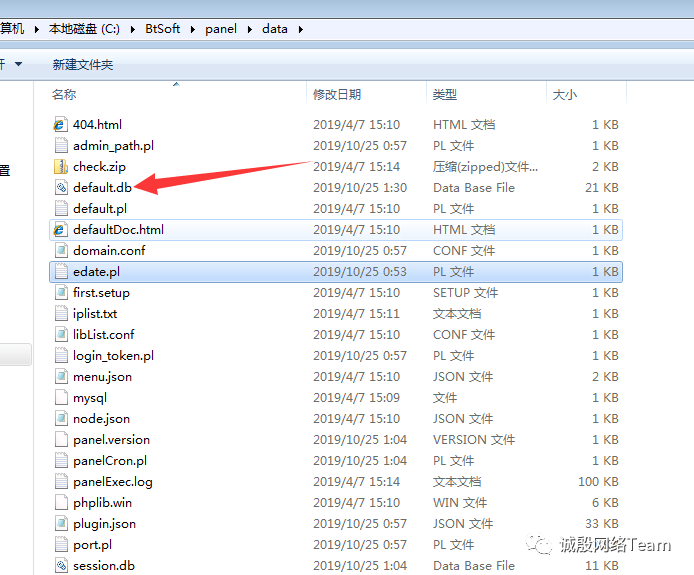 算机 ▸ 本地磁盘 (C:) ▸ BtSoft ▸ panel ▸ data ▸
新建文件夹
名称 修改日期 类型 大小
404.html 2019/4/7 15:10 HTML 文档 1 KB
admin_path.pl 2019/10/25 0:57 PL 文件 1 KB
check.zip 2019/4/7 15:14 压缩(zipped)文件... 2 KB
default.db 2019/10/25 1:30 Data Base File 21 KB
default.pl 2019/4/7 15:10 PL 文件 1 KB
defaultDoc.html 2019/4/7 15:10 HTML 文档 1 KB
domain.conf 2019/10/25 0:57 CONF 文件 1 KB
edate.pl 2019/10/25 0:53 PL 文件 1 KB
first.setup 2019/4/7 15:10 SETUP 文件 1 KB
iplist.txt 2019/4/7 15:11 文本文档 1 KB
libList.conf 2019/4/7 15:10 CONF 文件 1 KB
login_token.pl 2019/10/25 0:57 PL 文件 1 KB
menu.json 2019/4/7 15:10 JSON 文件 2 KB
mysql 2019/4/7 15:09 文件 1 KB
node.json 2019/4/7 15:10 JSON 文件 1 KB
panel.version 2019/10/25 1:04 VERSION 文件 1 KB
panelCron.pl 2019/10/25 1:04 PL 文件 1 KB
panelExec.log 2019/4/7 15:14 文本文档 100 KB
phplib.win 2019/4/7 15:10 WIN 文件 6 KB
plugin.json 2019/10/25 0:57 JSON 文件 33 KB
port.pl 2019/10/25 0:57 PL 文件 1 KB
session.db 2019/10/25 1:04 Data Base File 11 KB
置
诚殷网络Team